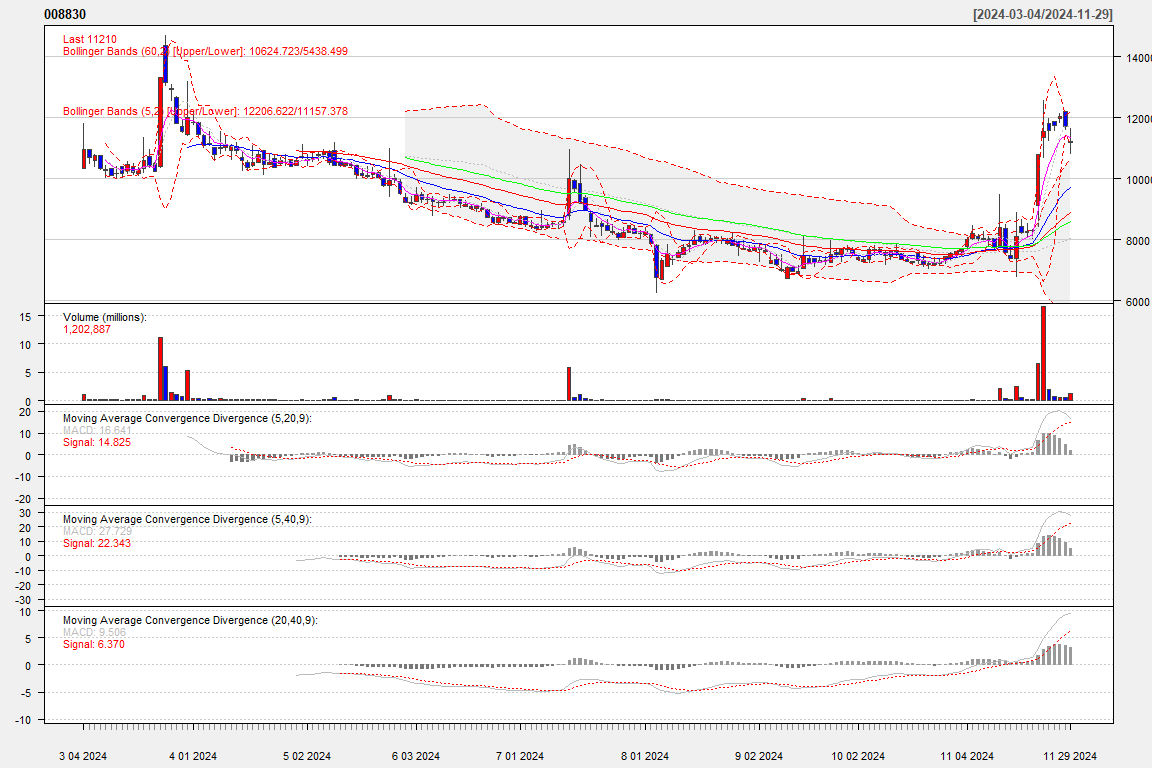 008830 [2024-03-04/2024-11-29]
Last 11210
Bollinger Bands (60,2) [Upper/Lower]: 10624.723/5438.499
Bollinger Bands (5,2) [Upper/Lower]: 12206.622/11157.378
14000
12000
10000
8000
6000
Volume (millions):
1,202,887
15
10
5
0
Moving Average Convergence Divergence (5,20,9):
MACD: 16.641
Signal: 14.825
20
10
0
-10
-20
Moving Average Convergence Divergence (5,40,9):
MACD: 27.729
Signal: 22.343
30
20
10
0
-10
-20
-30
Moving Average Convergence Divergence (20,40,9):
MACD: 9.506
Signal: 6.370
10
5
0
-5
-10
3 04 2024 4 01 2024 5 02 2024 6 03 2024 7 01 2024 8 01 2024 9 02 2024 10 02 2024 11 04 2024 11 29 2024